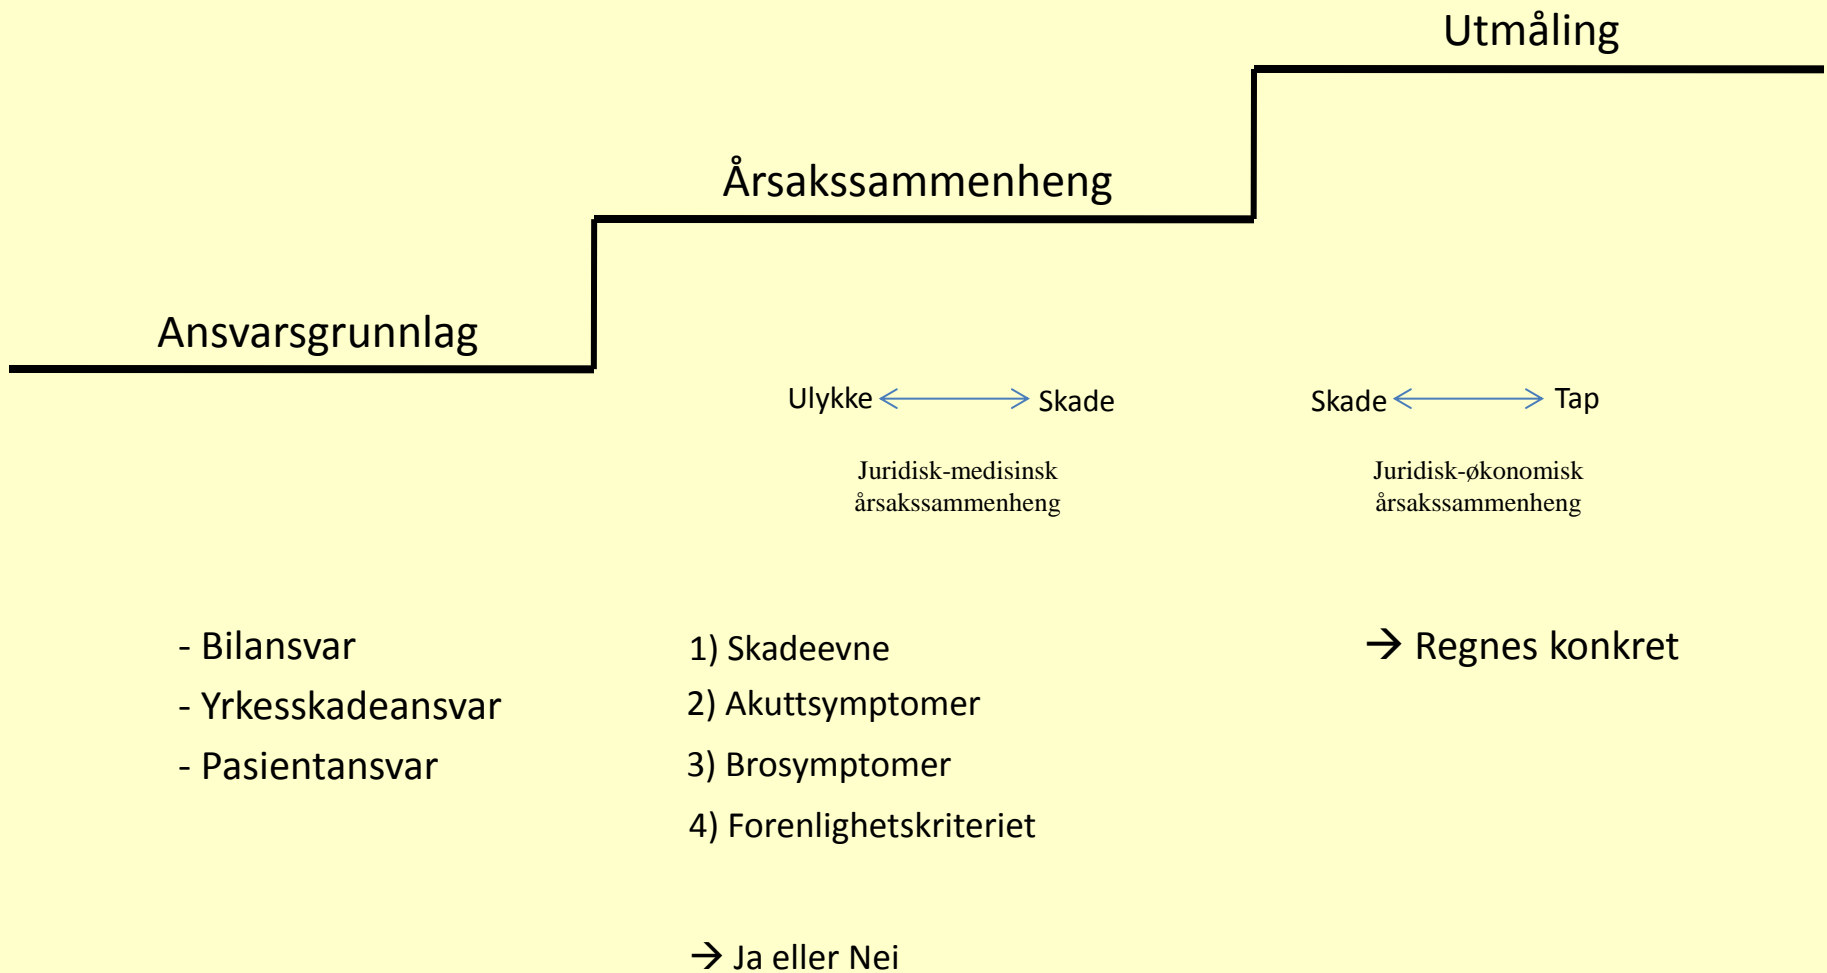 Utmåling
Årsakssammenheng
Ansvarsgrunnlag
Ulykke Skade
Skade Tap
Juridisk-medisinsk
årsakssammenheng
Juridisk-økonomisk
årsakssammenheng
- Bilansvar
- Yrkesskadeansvar
- Pasientansvar
1) Skadeevne
2) Akuttsymptomer
3) Brosymptomer
4) Forenlighetskriteriet
→ Ja eller Nei
→ Regnes konkret